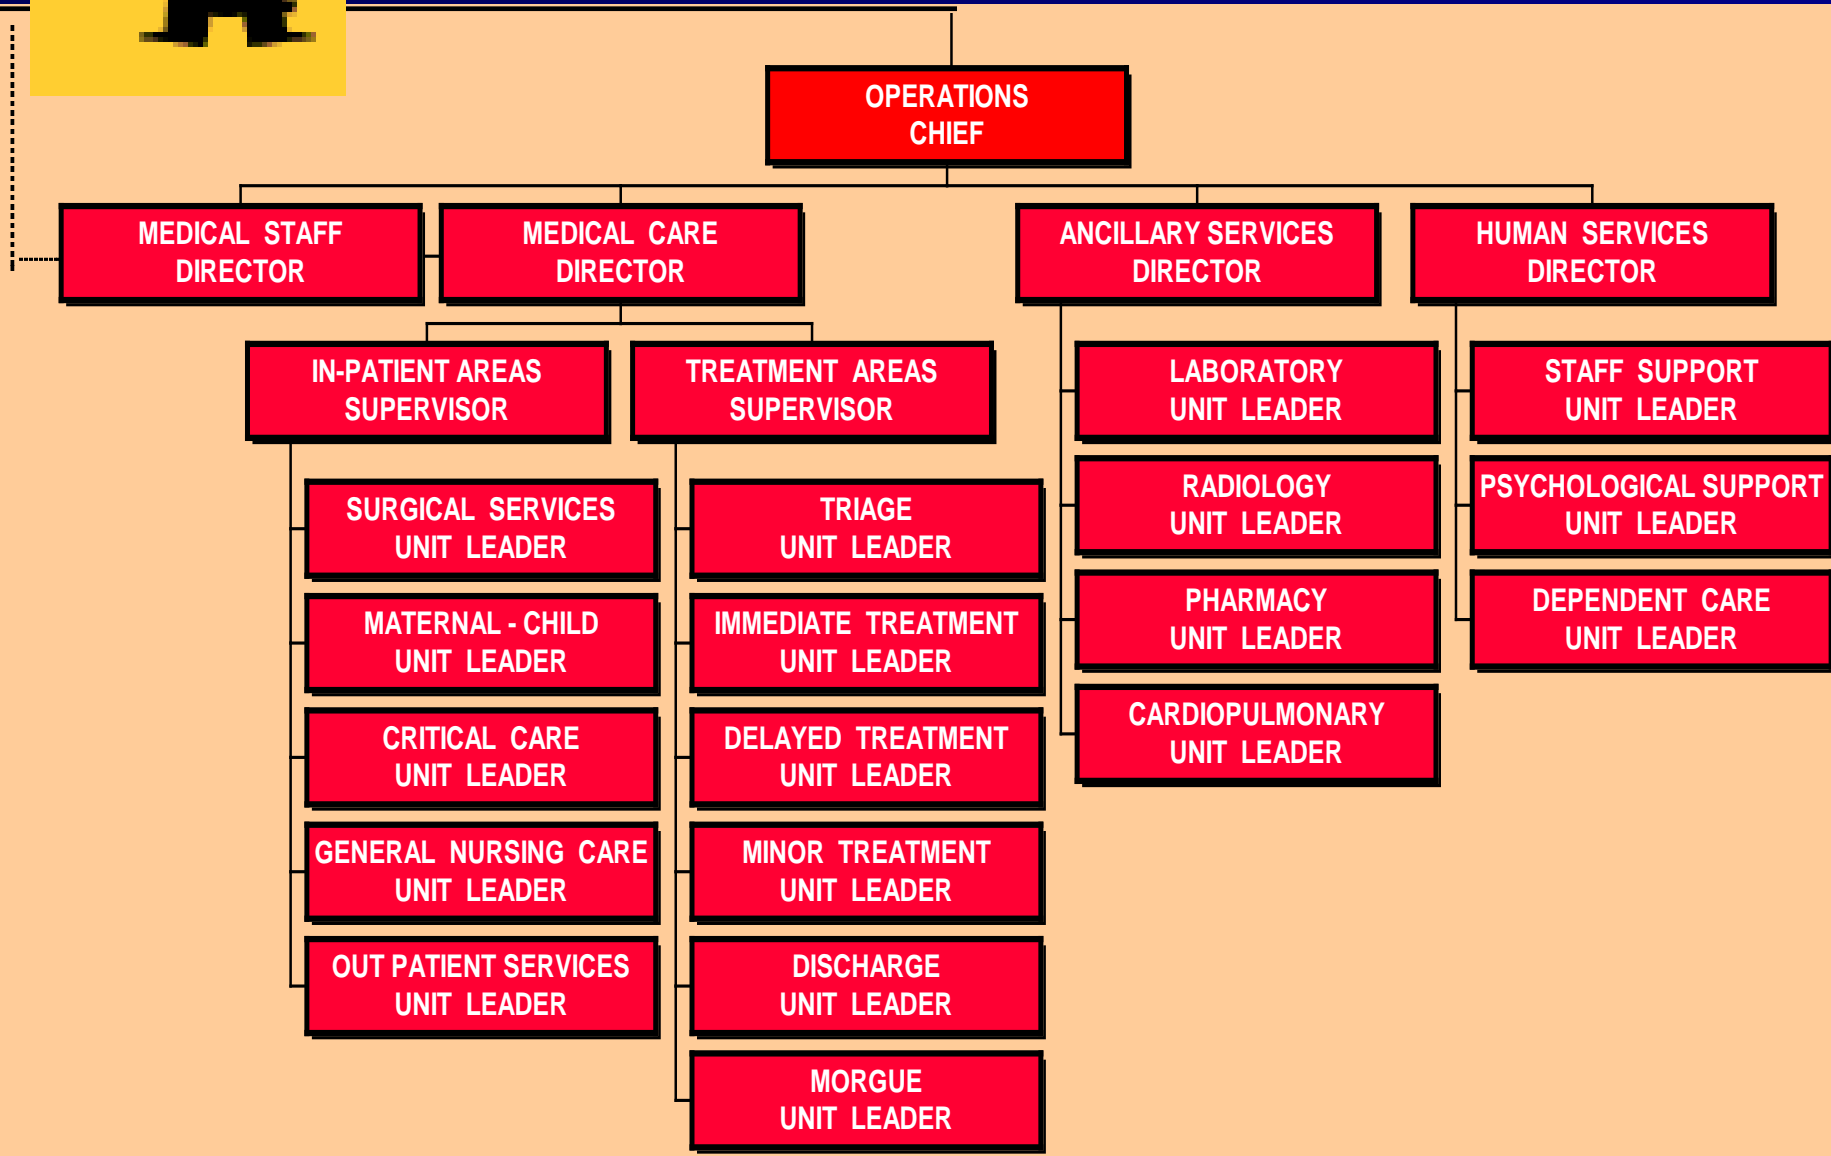 OPERATIONS
CHIEF
MEDICAL STAFF
DIRECTOR
MEDICAL CARE
DIRECTOR
ANCILLARY SERVICES
DIRECTOR
HUMAN SERVICES
DIRECTOR
IN-PATIENT AREAS
SUPERVISOR
TREATMENT AREAS
SUPERVISOR
SURGICAL SERVICES
UNIT LEADER
MATERNAL - CHILD
UNIT LEADER
CRITICAL CARE
UNIT LEADER
GENERAL NURSING CARE
UNIT LEADER
OUT PATIENT SERVICES
UNIT LEADER
TRIAGE
UNIT LEADER
IMMEDIATE TREATMENT
UNIT LEADER
DELAYED TREATMENT
UNIT LEADER
MINOR TREATMENT
UNIT LEADER
DISCHARGE
UNIT LEADER
MORGUE
UNIT LEADER
LABORATORY
UNIT LEADER
RADIOLOGY
UNIT LEADER
PHARMACY
UNIT LEADER
CARDIOPULMONARY
UNIT LEADER
STAFF SUPPORT
UNIT LEADER
PSYCHOLOGICAL SUPPORT
UNIT LEADER
DEPENDENT CARE
UNIT LEADER